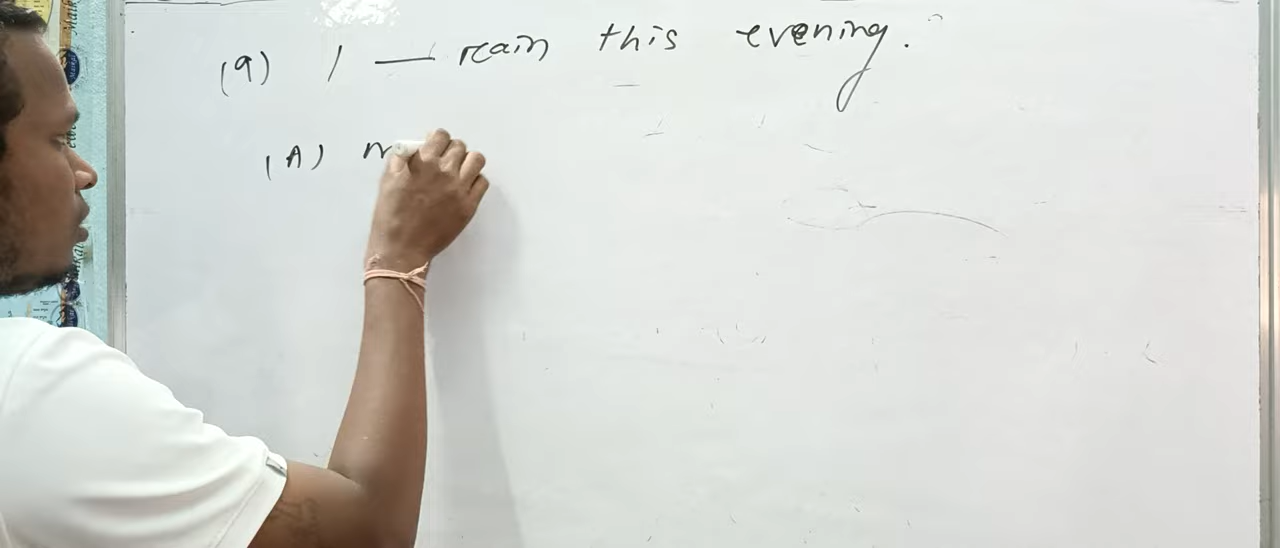 (9) I — rain this evening.
(A) m